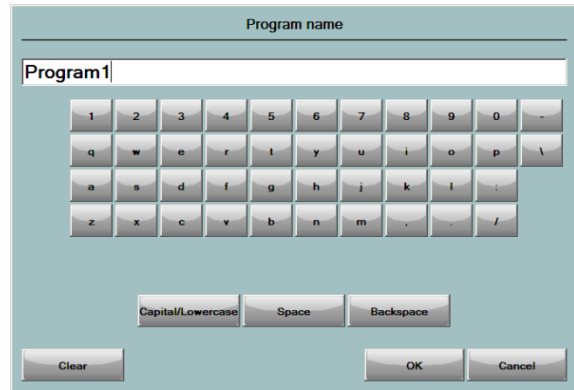 Program name
Program1
1 2 3 4 5 6 7 8 9 0 -
q w e r t y u i o p \
a s d f g h j k l :
z x c v b n m , . /
Capital/Lowercase Space Backspace
Clear OK Cancel